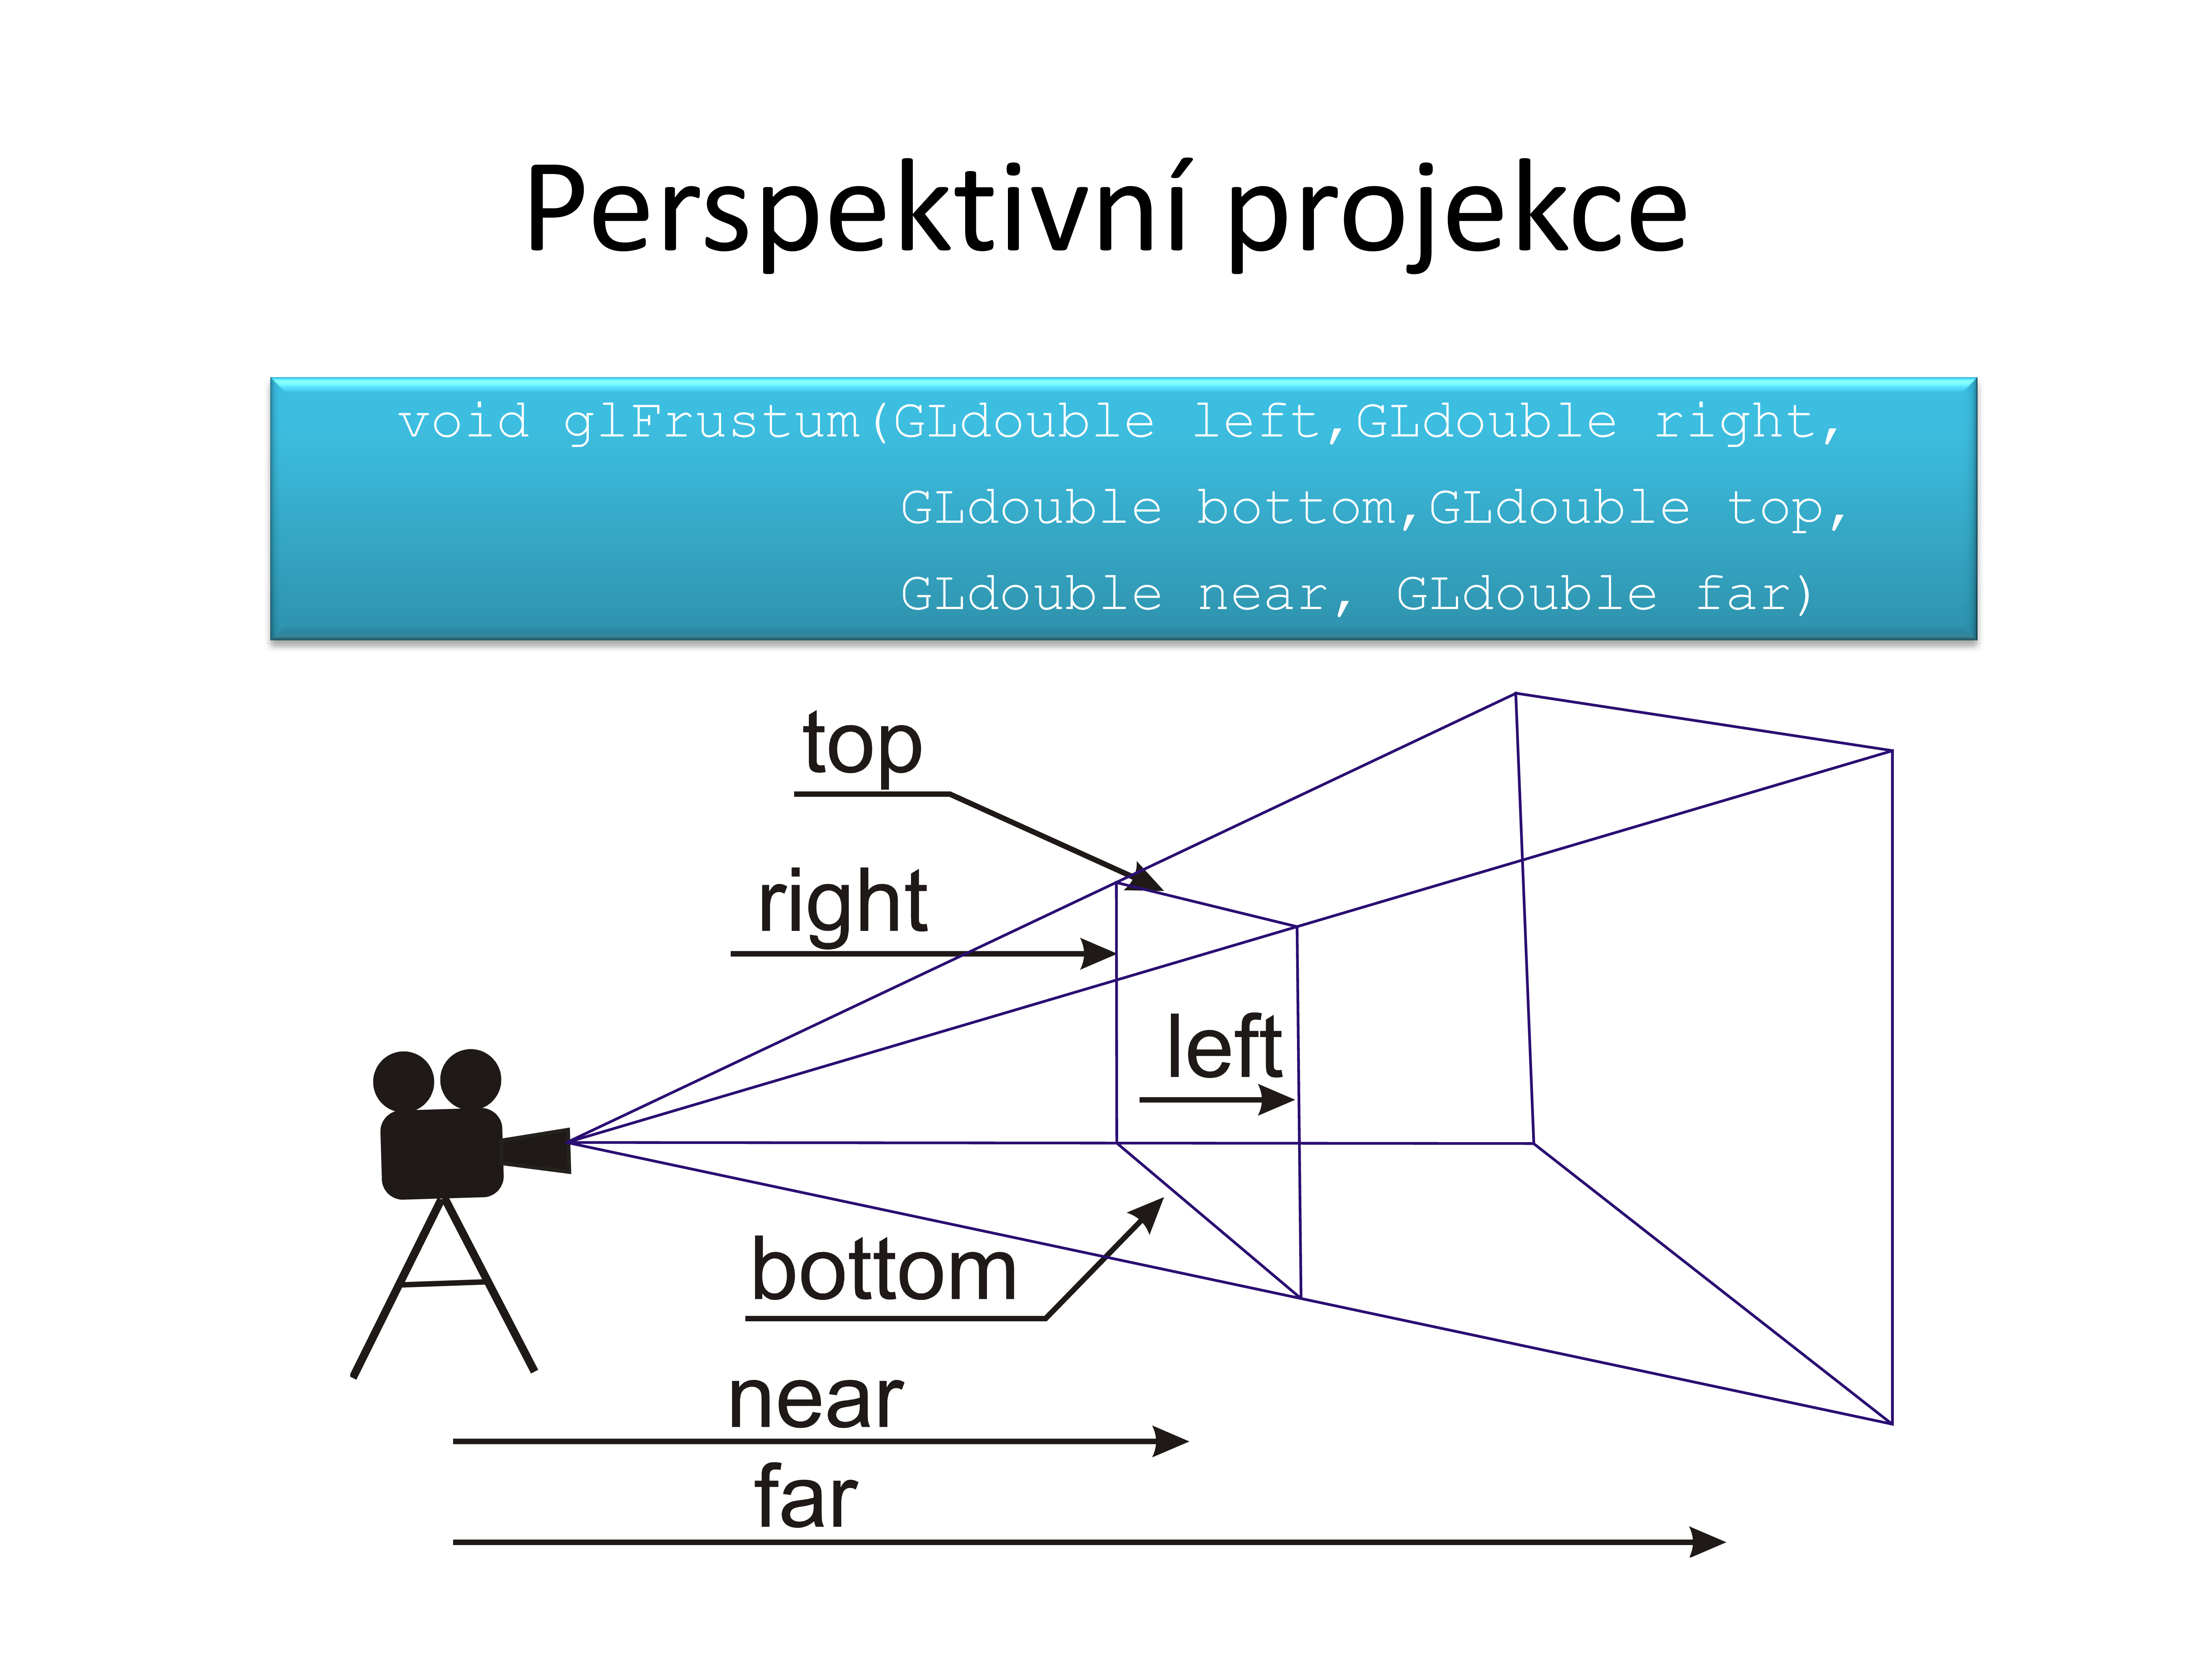 Perspektivní projekce
void glFrustum(GLdouble left,GLdouble right,
GLdouble bottom,GLdouble top,
GLdouble near, GLdouble far)
top
right
left
bottom
near
far